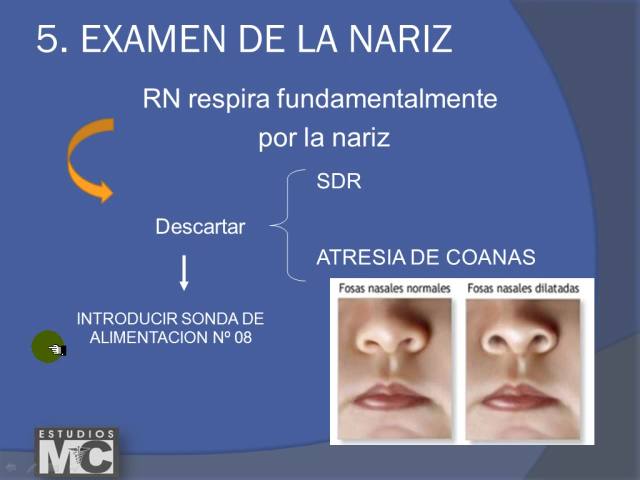 5. EXAMEN DE LA NARIZ
RN respira fundamentalmente
por la nariz
SDR
Descartar
ATRESIA DE COANAS
INTRODUCIR SONDA DE
ALIMENTACION Nº 08
Fosas nasales normales
Fosas nasales dilatadas
ESTUDIOS
MC